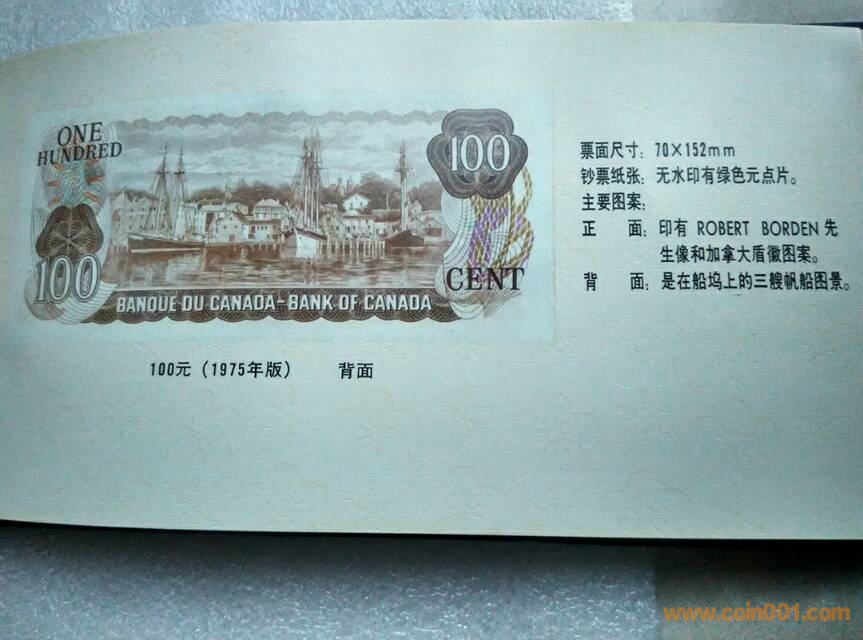 ONE
HUNDRED
100
100
CENT
BANQUE DU CANADA-BANK OF CANADA
100元（1975年版） 背面
票面尺寸：70×152mm
钞票纸张：无水印有绿色元点片。
主要图案：
正 面：印有 ROBERT BORDEN 先
生像和加拿大盾徽图案。
背 面：是在船坞上的三艘帆船图景。
www.coin001.com